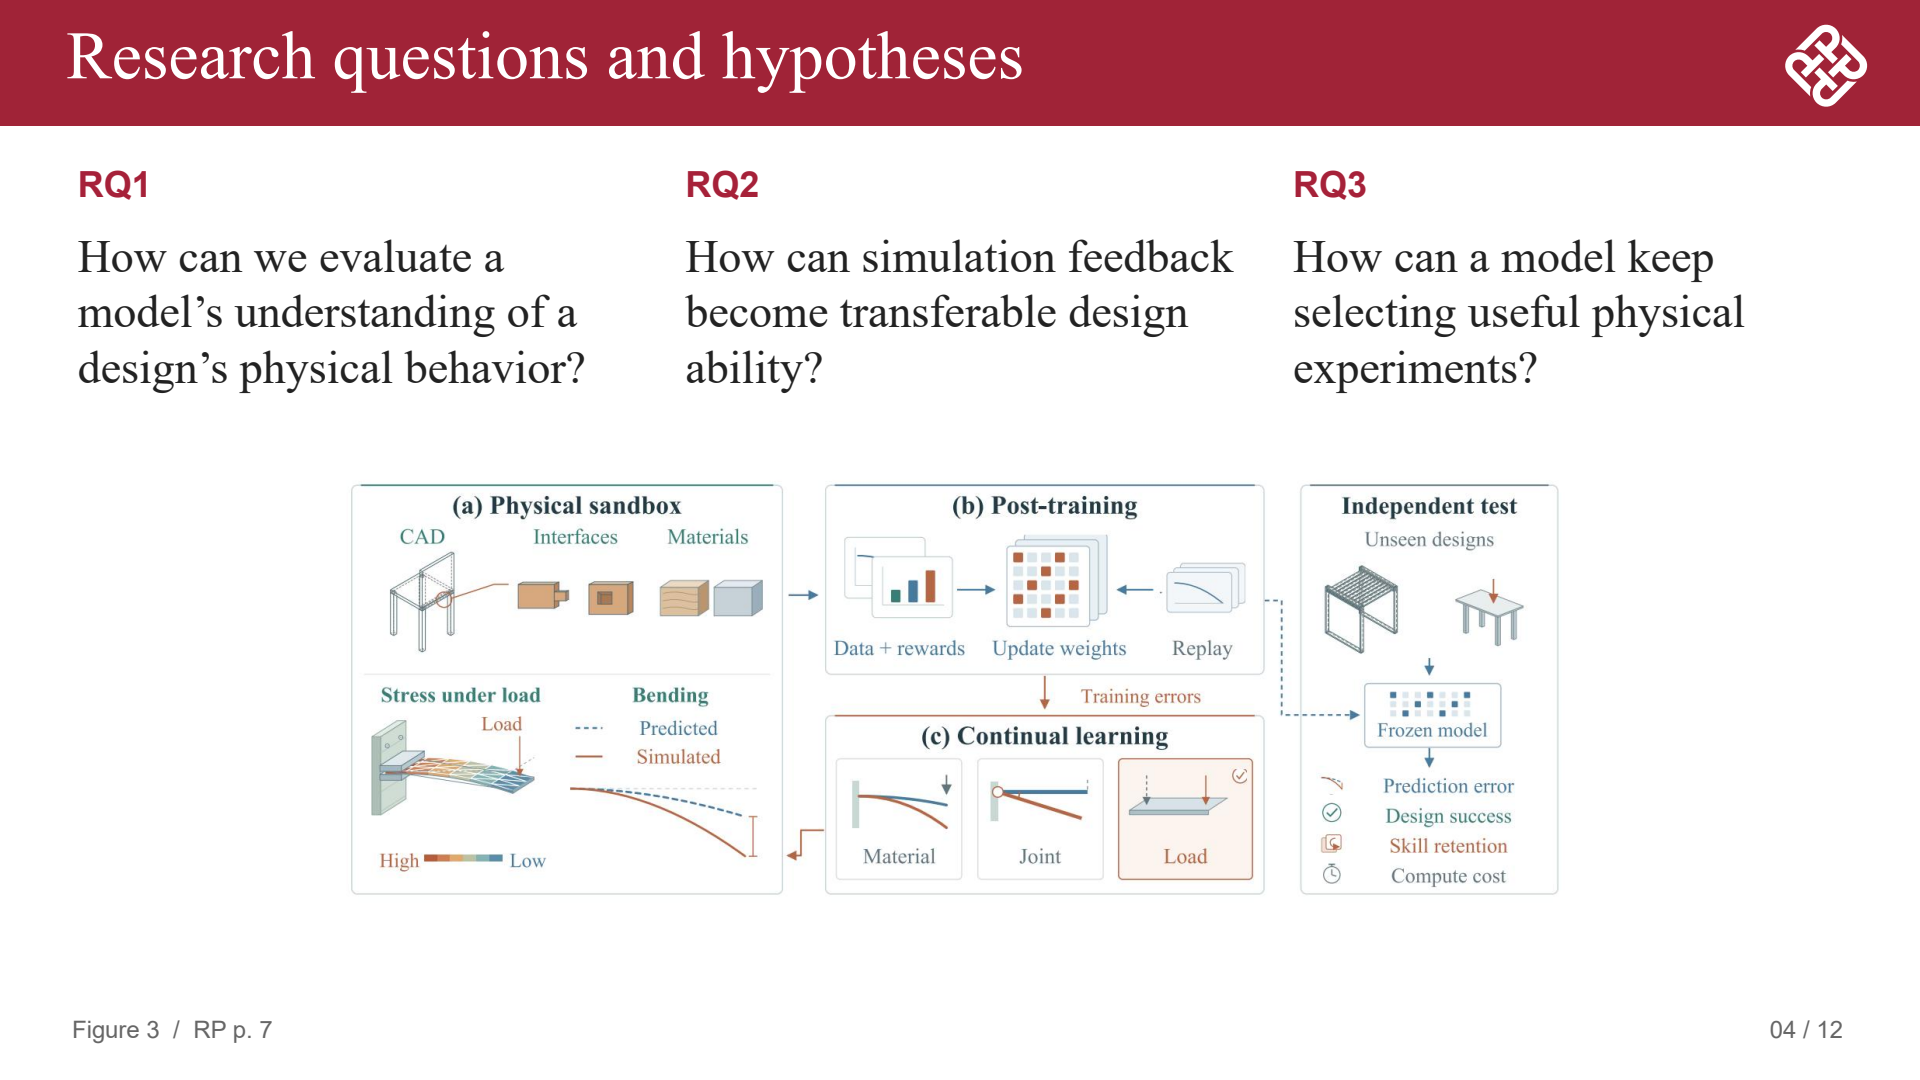 Research questions and hypotheses
RQ1
How can we evaluate a
model’s understanding of a
design’s physical behavior?
RQ2
How can simulation feedback
become transferable design
ability?
RQ3
How can a model keep
selecting useful physical
experiments?
(a) Physical sandbox
CAD
Interfaces
Materials
Stress under load
Load
High
Low
Bending
Predicted
Simulated
(b) Post-training
Data + rewards
Update weights
Replay
Training errors
(c) Continual learning
Material
Joint
Load
Independent test
Unseen designs
Frozen model
Prediction error
Design success
Skill retention
Compute cost
Figure 3 / RP p. 7
04 / 12